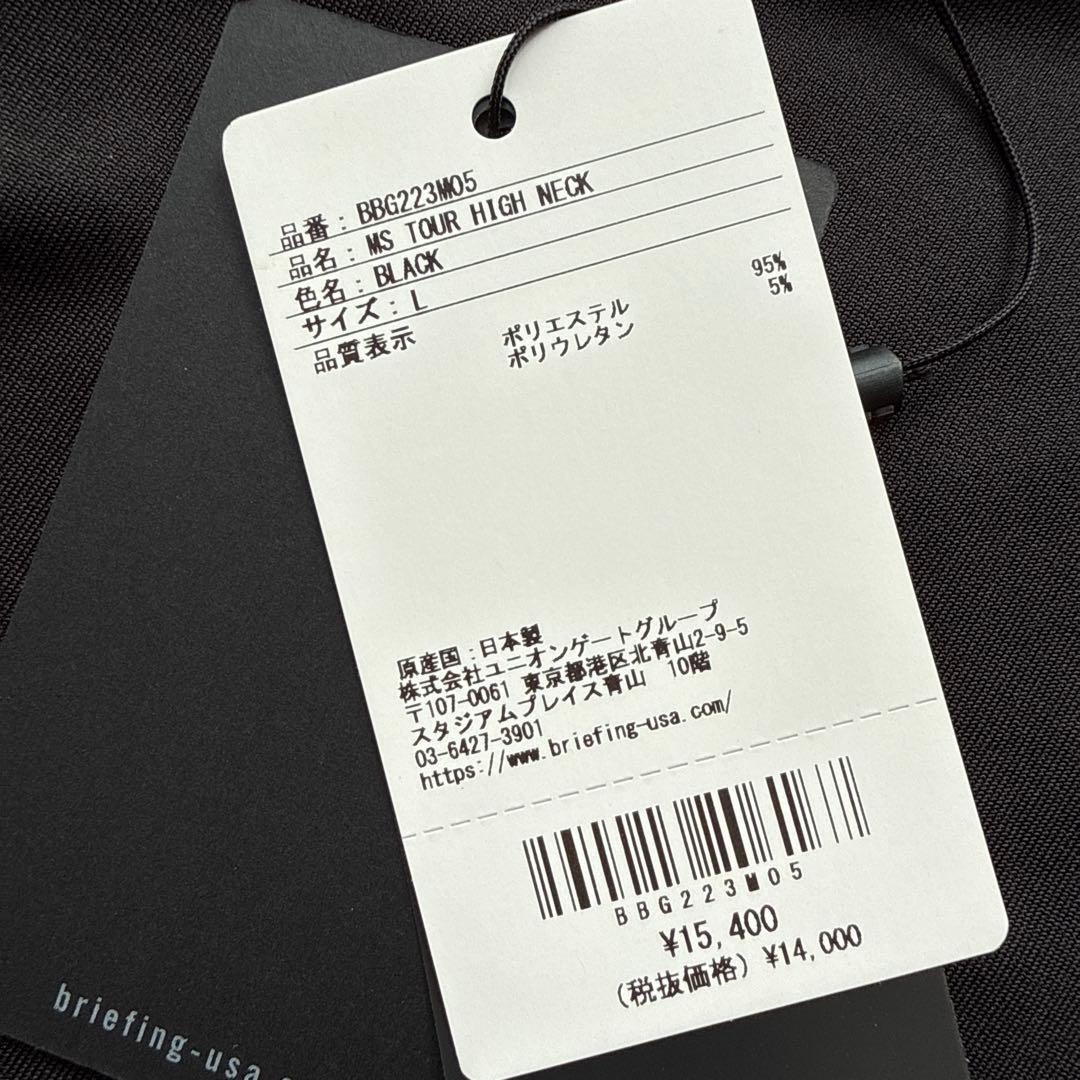 品番：BBG223M05
品名：MS TOUR HIGH NECK
色名：BLACK
サイズ：L
品質表示 ポリエステル 95%
ポリウレタン 5%
原産国：日本製
株式会社ユニオンゲートグループ
〒107-0061 東京都港区北青山2-9-5
スタジアムプレイス青山 10階
03-6427-3901
https://www.briefing-usa.com/
BBG223M05
¥15,400
(税抜価格) ¥14,000
briefing-usa